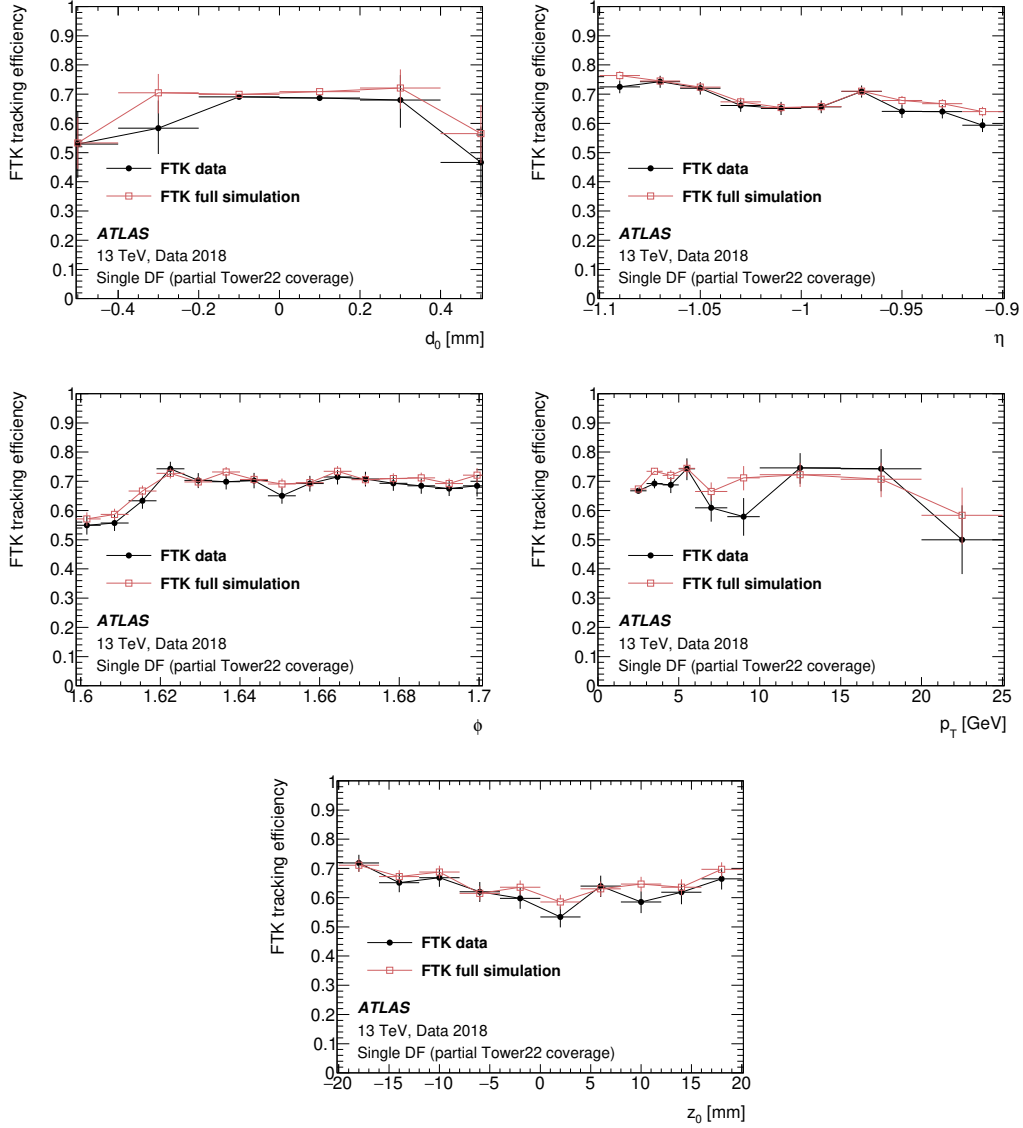 FTK tracking efficiency
1
0.9
0.8
0.7
0.6
0.5
0.4
0.3
0.2
0.1
0
FTK data
FTK full simulation
ATLAS
13 TeV, Data 2018
Single DF (partial Tower22 coverage)
−0.4 −0.2 0 0.2 0.4
d0 [mm]
FTK tracking efficiency
1
0.9
0.8
0.7
0.6
0.5
0.4
0.3
0.2
0.1
0
FTK data
FTK full simulation
ATLAS
13 TeV, Data 2018
Single DF (partial Tower22 coverage)
−1.1 −1.05 −1 −0.95 −0.9
η
FTK tracking efficiency
1
0.9
0.8
0.7
0.6
0.5
0.4
0.3
0.2
0.1
0
FTK data
FTK full simulation
ATLAS
13 TeV, Data 2018
Single DF (partial Tower22 coverage)
1.6 1.62 1.64 1.66 1.68 1.7
ϕ
FTK tracking efficiency
1
0.9
0.8
0.7
0.6
0.5
0.4
0.3
0.2
0.1
0
FTK data
FTK full simulation
ATLAS
13 TeV, Data 2018
Single DF (partial Tower22 coverage)
0 5 10 15 20 25
pT [GeV]
FTK tracking efficiency
1
0.9
0.8
0.7
0.6
0.5
0.4
0.3
0.2
0.1
0
FTK data
FTK full simulation
ATLAS
13 TeV, Data 2018
Single DF (partial Tower22 coverage)
−20 −15 −10 −5 0 5 10 15 20
z0 [mm]